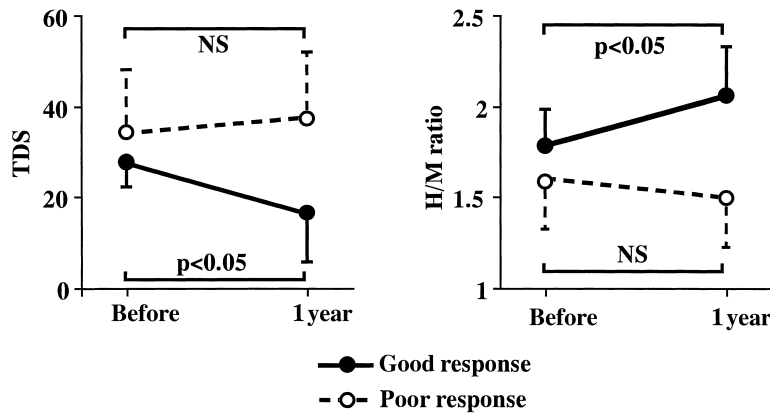 60
40
20
0
TDS
NS
p<0.05
Before
1 year
2.5
2
1.5
1
H/M ratio
p<0.05
NS
Before
1 year
Good response
Poor response